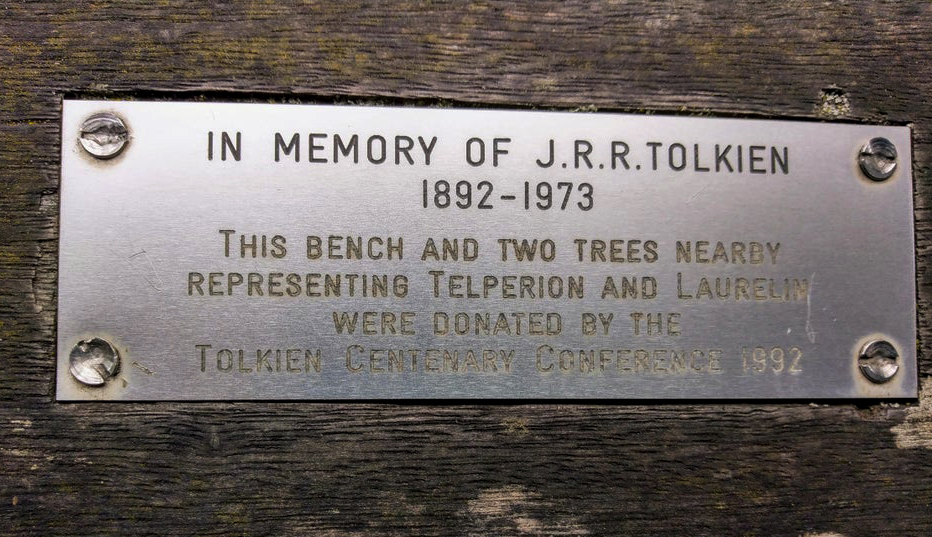 IN MEMORY OF J.R.R.TOLKIEN
1892-1973
THIS BENCH AND TWO TREES NEARBY
REPRESENTING TELPERION AND LAURELIN
WERE DONATED BY THE
TOLKIEN CENTENARY CONFERENCE 1992